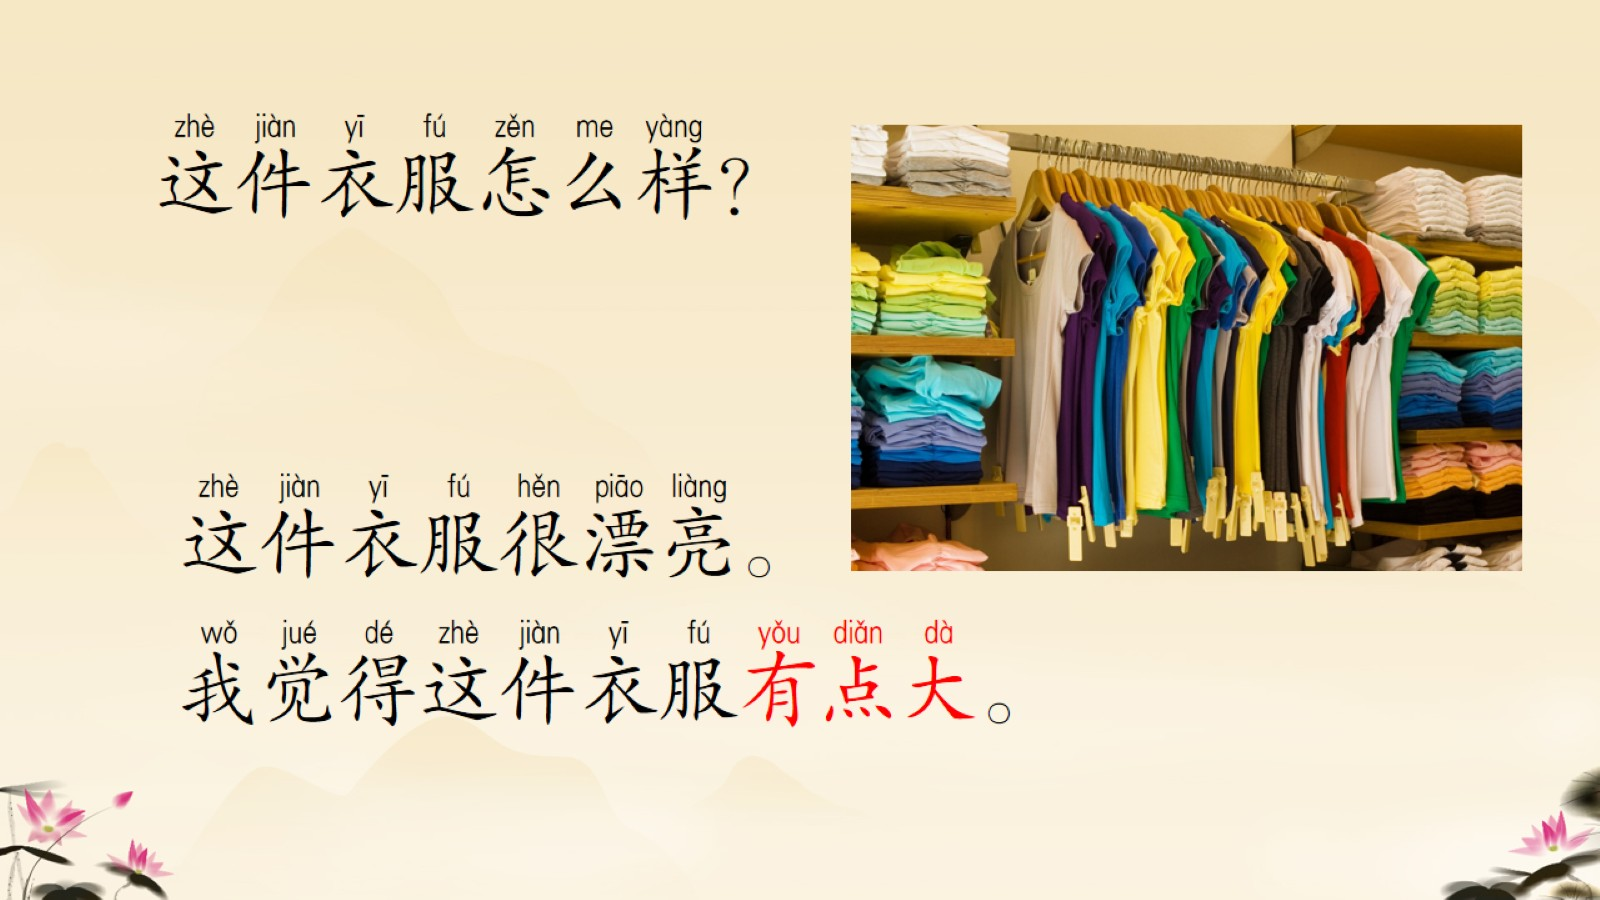 zhè jiàn yī fú zěn me yàng
这件衣服怎么样？
zhè jiàn yī fú hěn piāo liàng
这件衣服很漂亮。
wǒ jué dé zhè jiàn yī fú yǒu diǎn dà
我觉得这件衣服有点大。